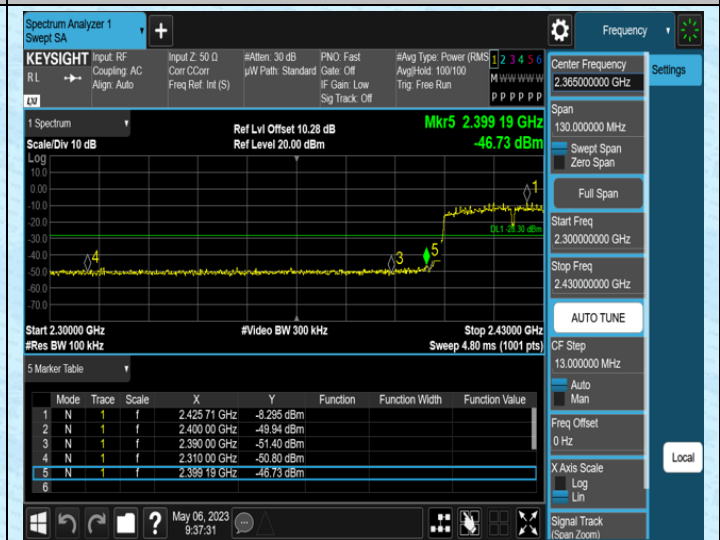 Spectrum Analyzer 1
Swept SA
+
Frequency
KEYSIGHT
RL
LXI
Input: RF
Coupling: AC
Align: Auto
Input Z: 50 Ω
Corr CCorr
Freq Ref: Int (S)
#Atten: 30 dB
µW Path: Standard
PNO: Fast
Gate: Off
IF Gain: Low
Sig Track: Off
#Avg Type: Power (RMS
Avg|Hold: 100/100
Trig: Free Run
1 2 3 4 5 6
M W W W W W
P P P P P P
Center Frequency
2.365000000 GHz
Settings
Span
130.000000 MHz
Swept Span
Zero Span
Full Span
Start Freq
2.300000000 GHz
Stop Freq
2.430000000 GHz
AUTO TUNE
CF Step
13.000000 MHz
Auto
Man
Freq Offset
0 Hz
X Axis Scale
Log
Lin
Signal Track
(Span Zoom)
Local
1 Spectrum
Scale/Div 10 dB
Ref Lvl Offset 10.28 dB
Ref Level 20.00 dBm
Mkr5 2.399 19 GHz
-46.73 dBm
Log
10.0
0.00
-10.0
-20.0
-30.0
-40.0
-50.0
-60.0
-70.0
1
DL1 -28.30 dBm
4
3
5
Start 2.30000 GHz
#Res BW 100 kHz
#Video BW 300 kHz
Stop 2.43000 GHz
Sweep 4.80 ms (1001 pts)
5 Marker Table
Mode Trace Scale X Y Function Function Width Function Value
1 N 1 f 2.425 71 GHz -8.295 dBm
2 N 1 f 2.400 00 GHz -49.94 dBm
3 N 1 f 2.390 00 GHz -51.40 dBm
4 N 1 f 2.310 00 GHz -50.80 dBm
5 N 1 f 2.399 19 GHz -46.73 dBm
6
?
May 06, 2023
9:37:31